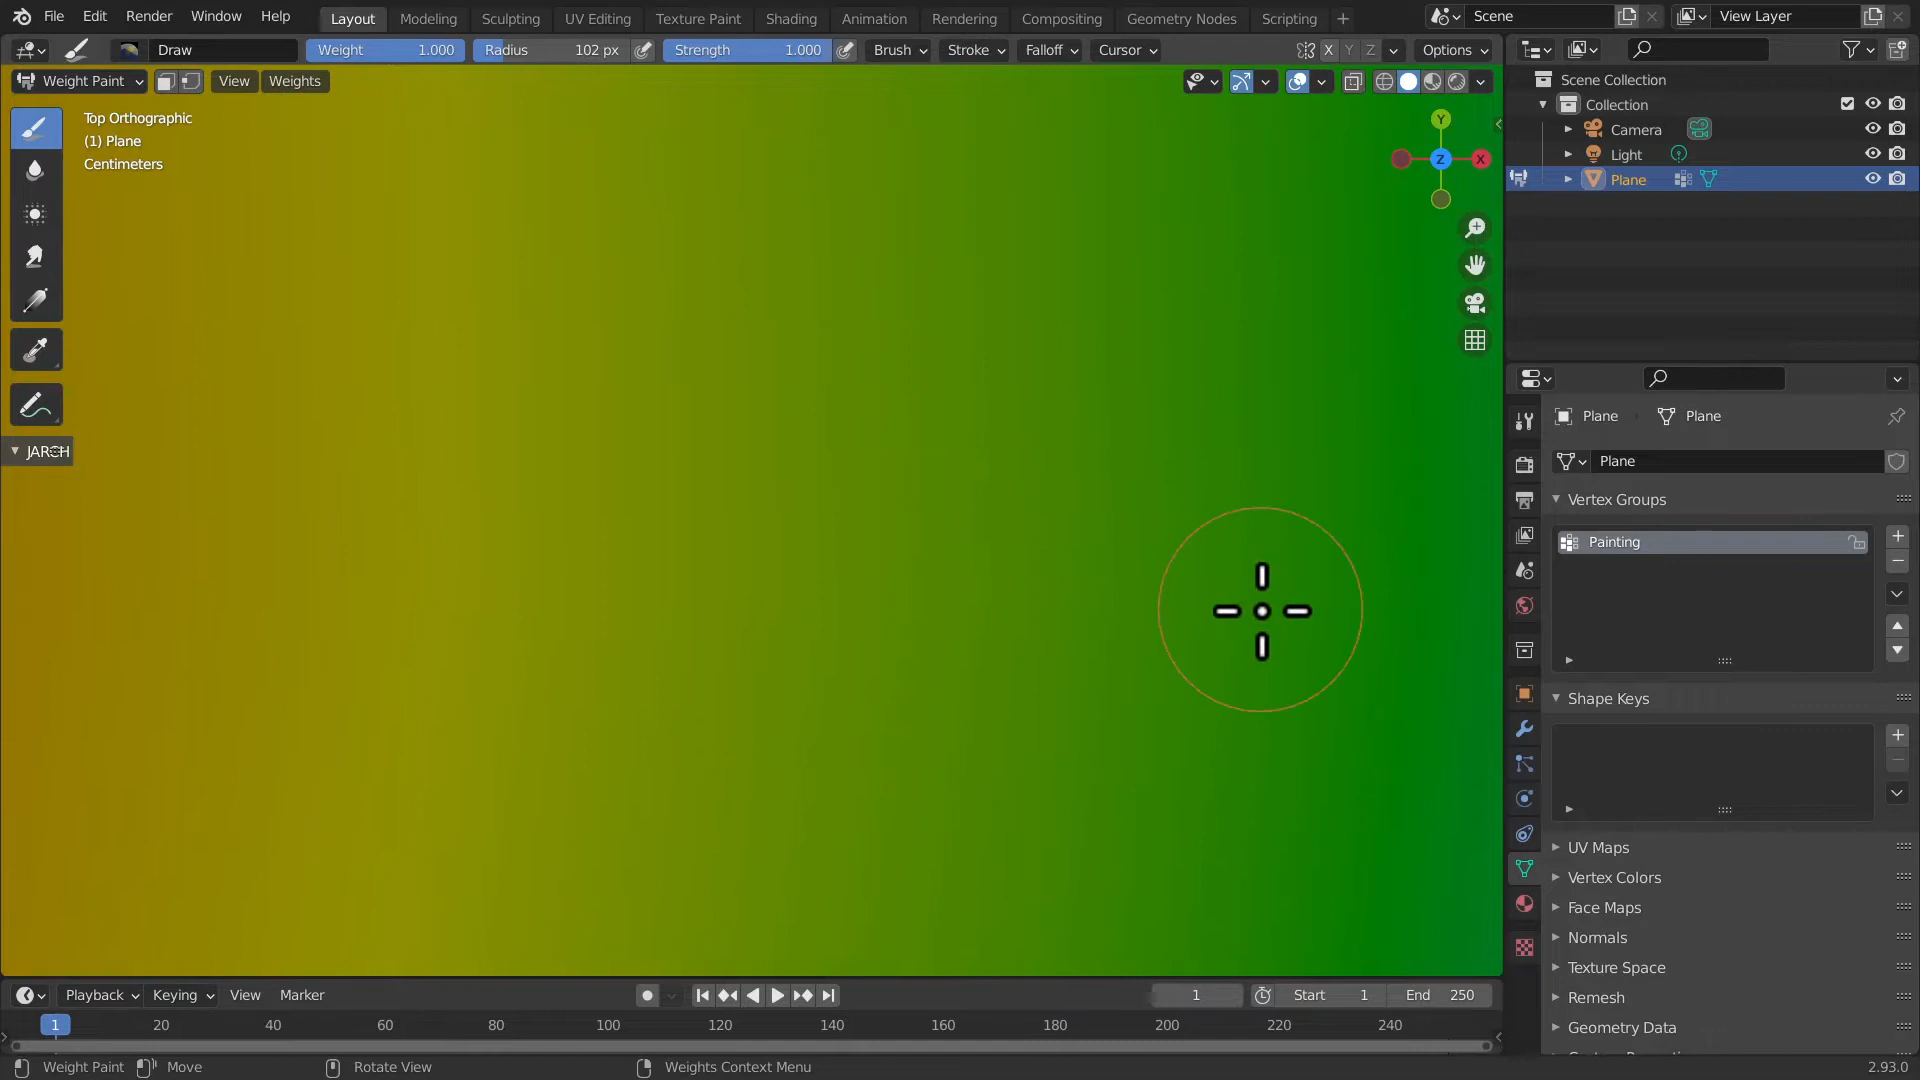 File Edit Render Window Help Layout Modeling Sculpting UV Editing Texture Paint Shading Animation Rendering Compositing Geometry Nodes Scripting + Scene View Layer
Draw Weight 1.000 Radius 102 px Strength 1.000 Brush Stroke Falloff Cursor X Y Z Options
Weight Paint View Weights
Scene Collection
Collection
Camera
Light
Plane
Top Orthographic
(1) Plane
Centimeters
Y
Z
X
JARCH
Plane Plane
Plane
Vertex Groups
Painting
Shape Keys
UV Maps
Vertex Colors
Face Maps
Normals
Texture Space
Remesh
Geometry Data
Playback Keying View Marker 1 Start 1 End 250
1 20 40 60 80 100 120 140 160 180 200 220 240
Weight Paint Move Rotate View Weights Context Menu 2.93.0